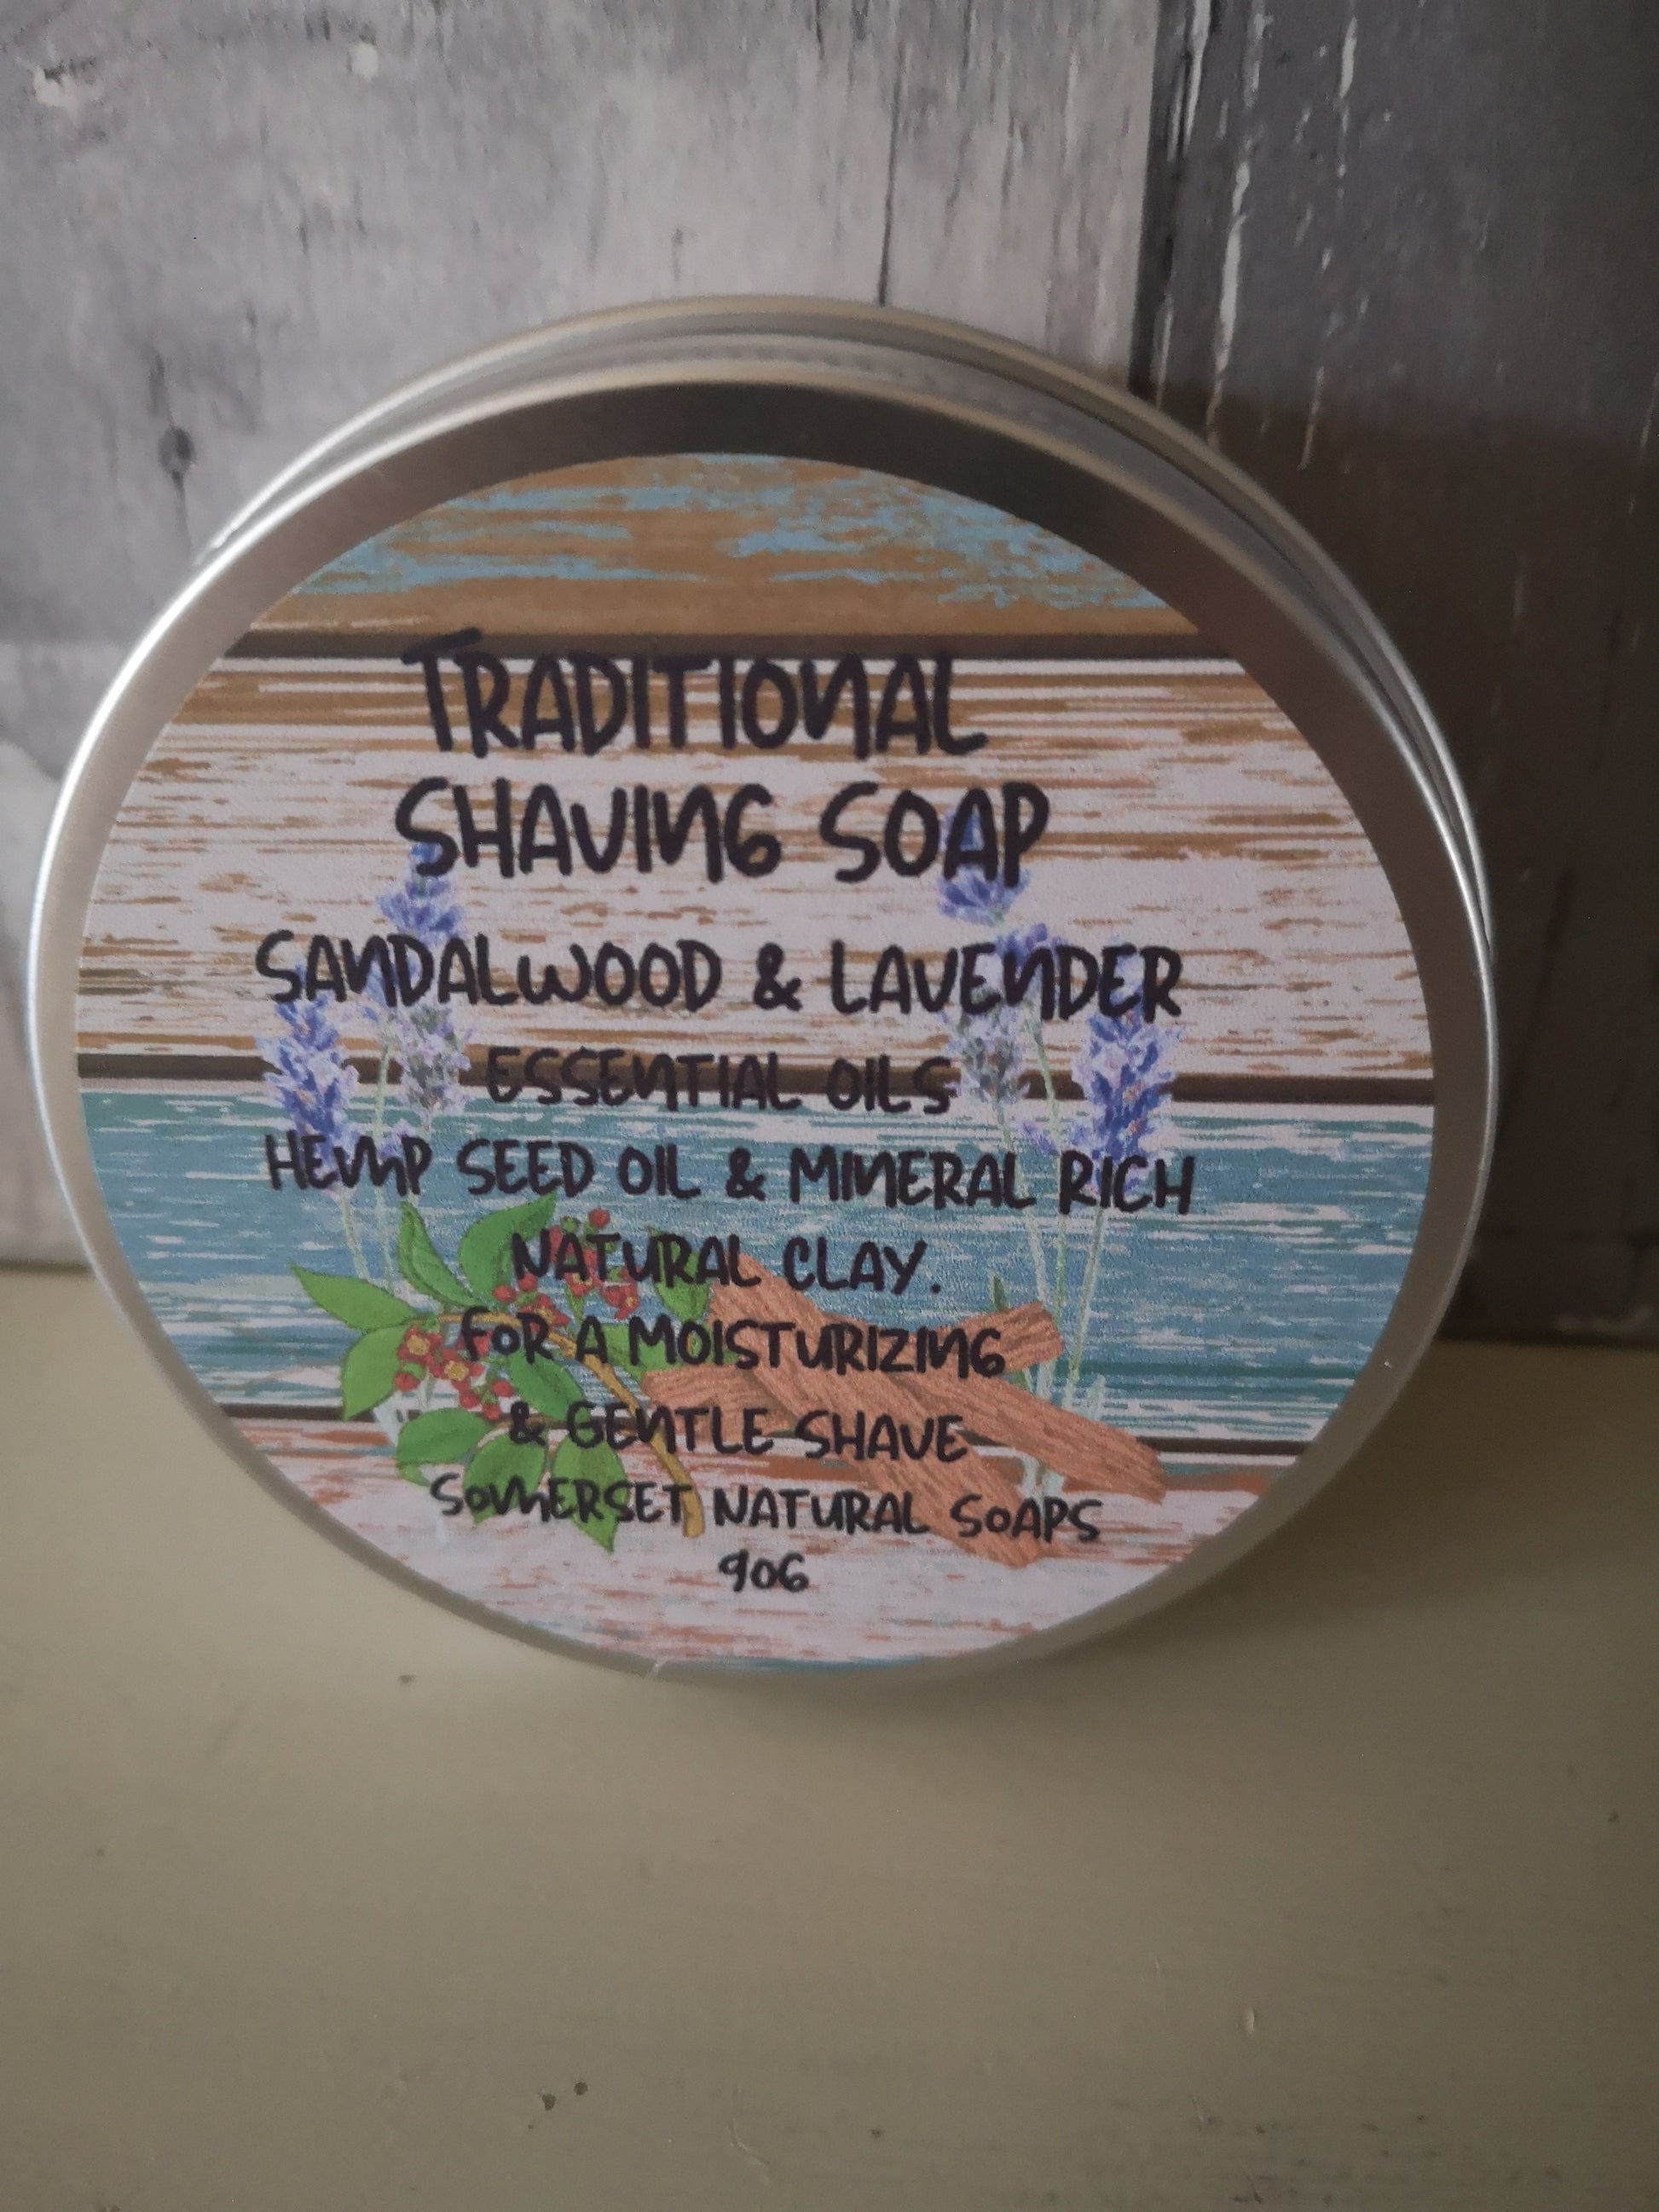 TRADITIONAL
SHAVING SOAP
SANDALWOOD & LAVENDER
ESSENTIAL OILS
HEMP SEED OIL & MINERAL RICH
NATURAL CLAY.
FOR A MOISTURIZING
& GENTLE SHAVE
SOMERSET NATURAL SOAPS
90G